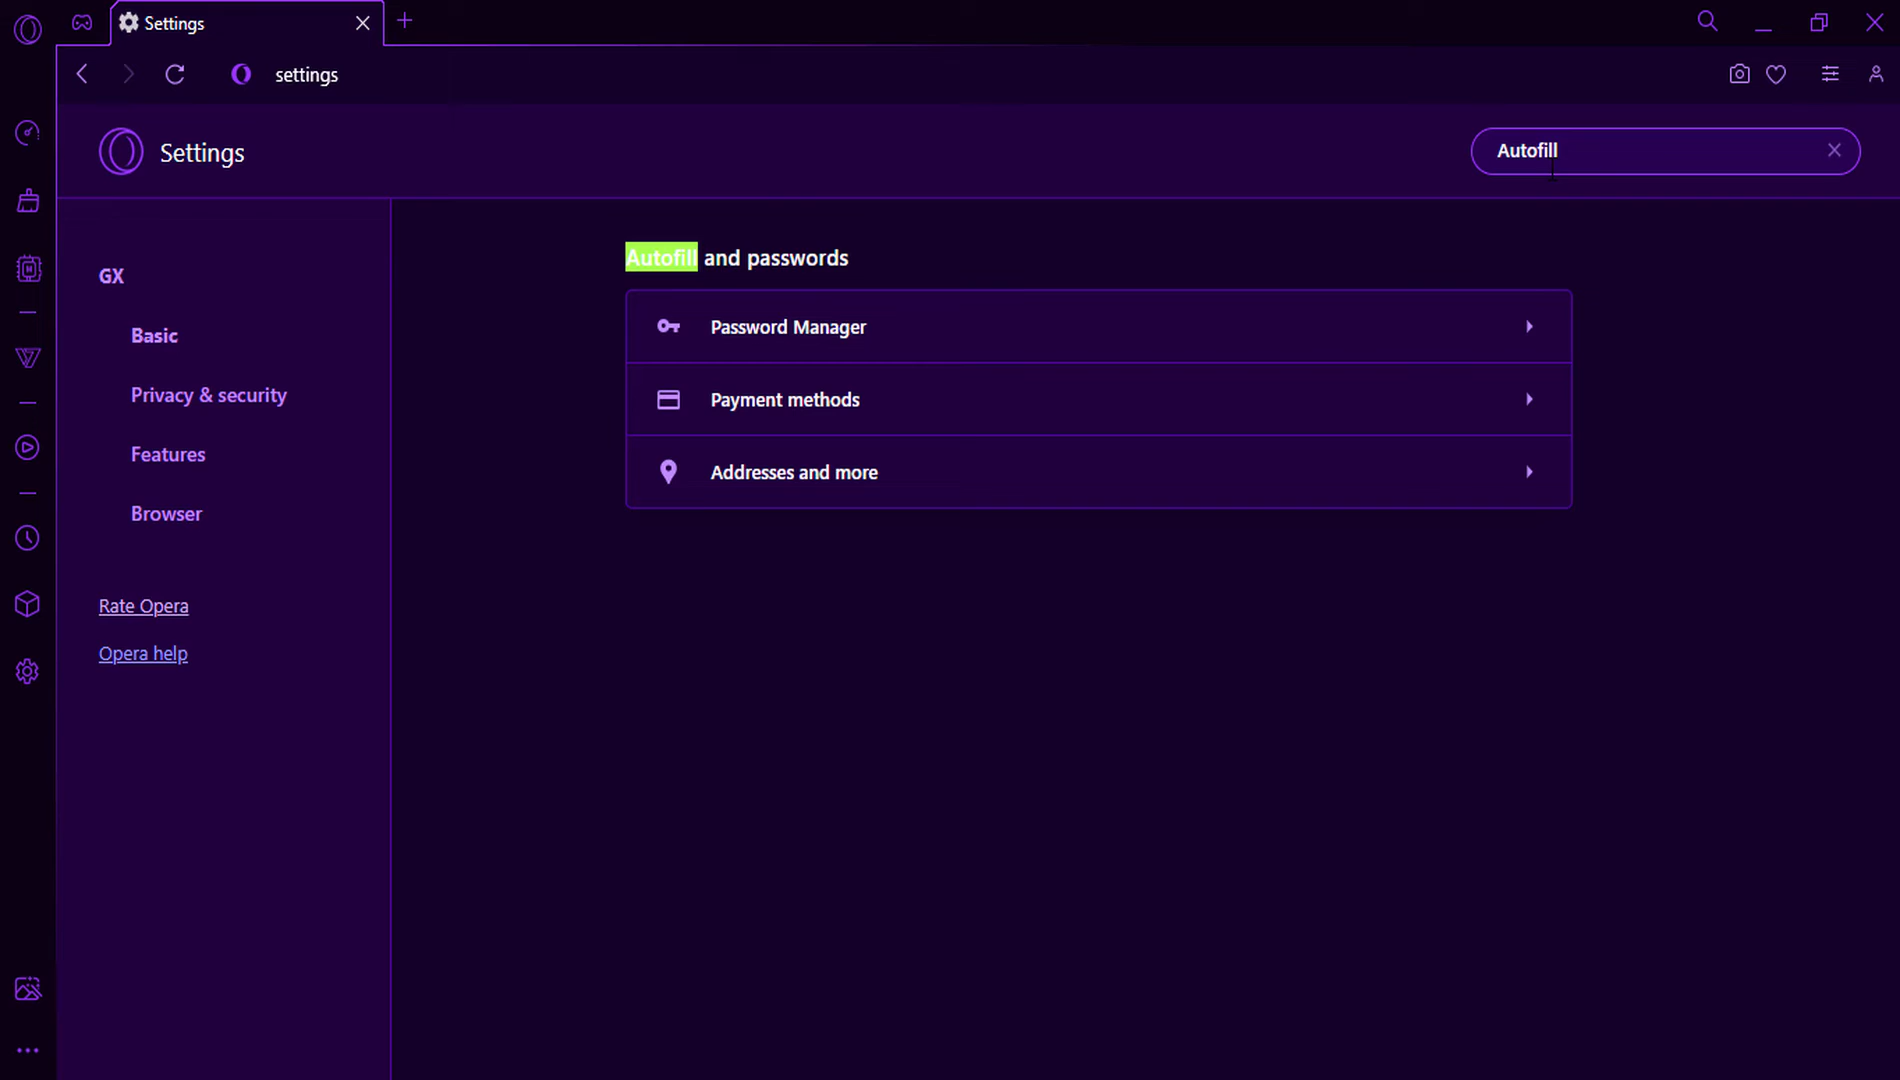 Settings
settings
Settings
Autofill
GX
Basic
Privacy & security
Features
Browser
Rate Opera
Opera help
Autofill and passwords
Password Manager
Payment methods
Addresses and more